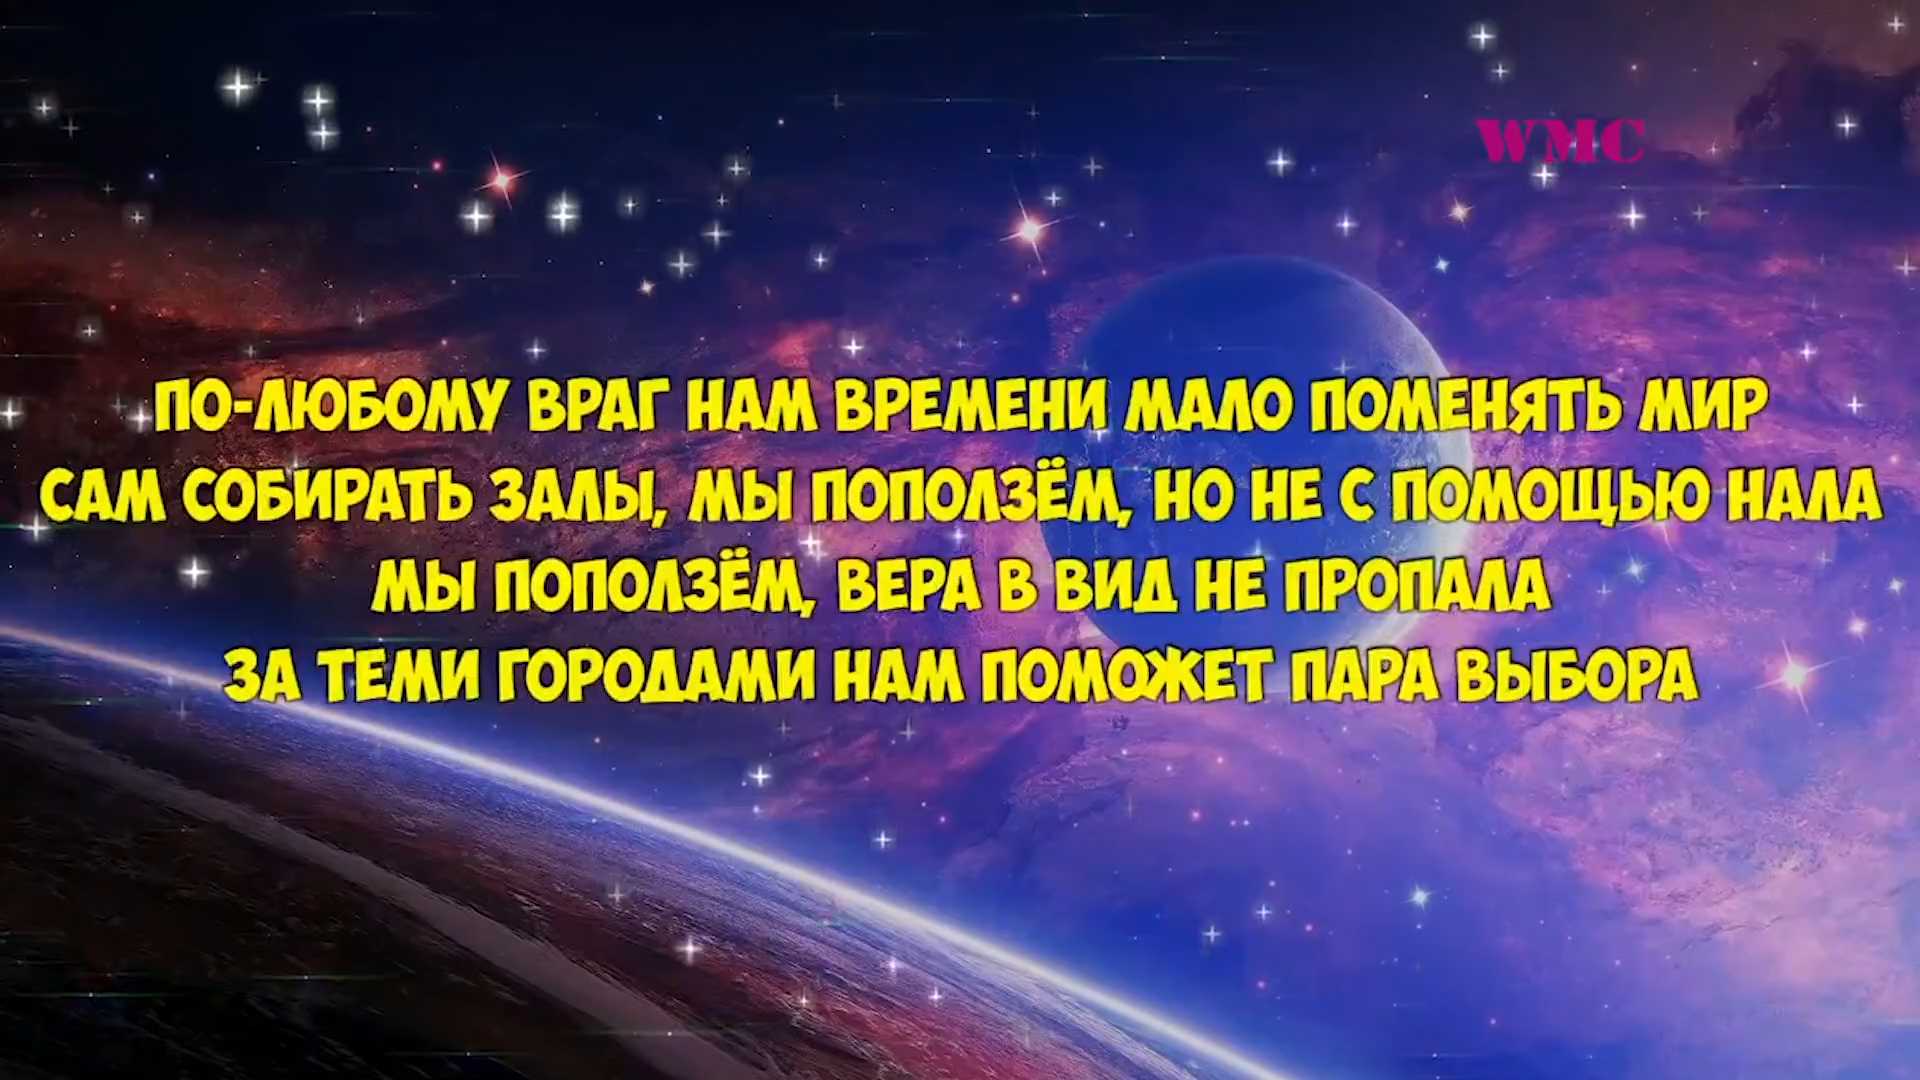 WMC
ПО-ЛЮБОМУ ВРАГ НАМ ВРЕМЕНИ МАЛО ПОМЕНЯТЬ МИР
САМ СОБИРАТЬ ЗАЛЫ, МЫ ПОПОЛЗЁМ, НО НЕ С ПОМОЩЬЮ НАЛА
МЫ ПОПОЛЗЁМ, ВЕРА В ВИД НЕ ПРОПАЛА
ЗА ТЕМИ ГОРОДАМИ НАМ ПОМОЖЕТ ПАРА ВЫБОРА